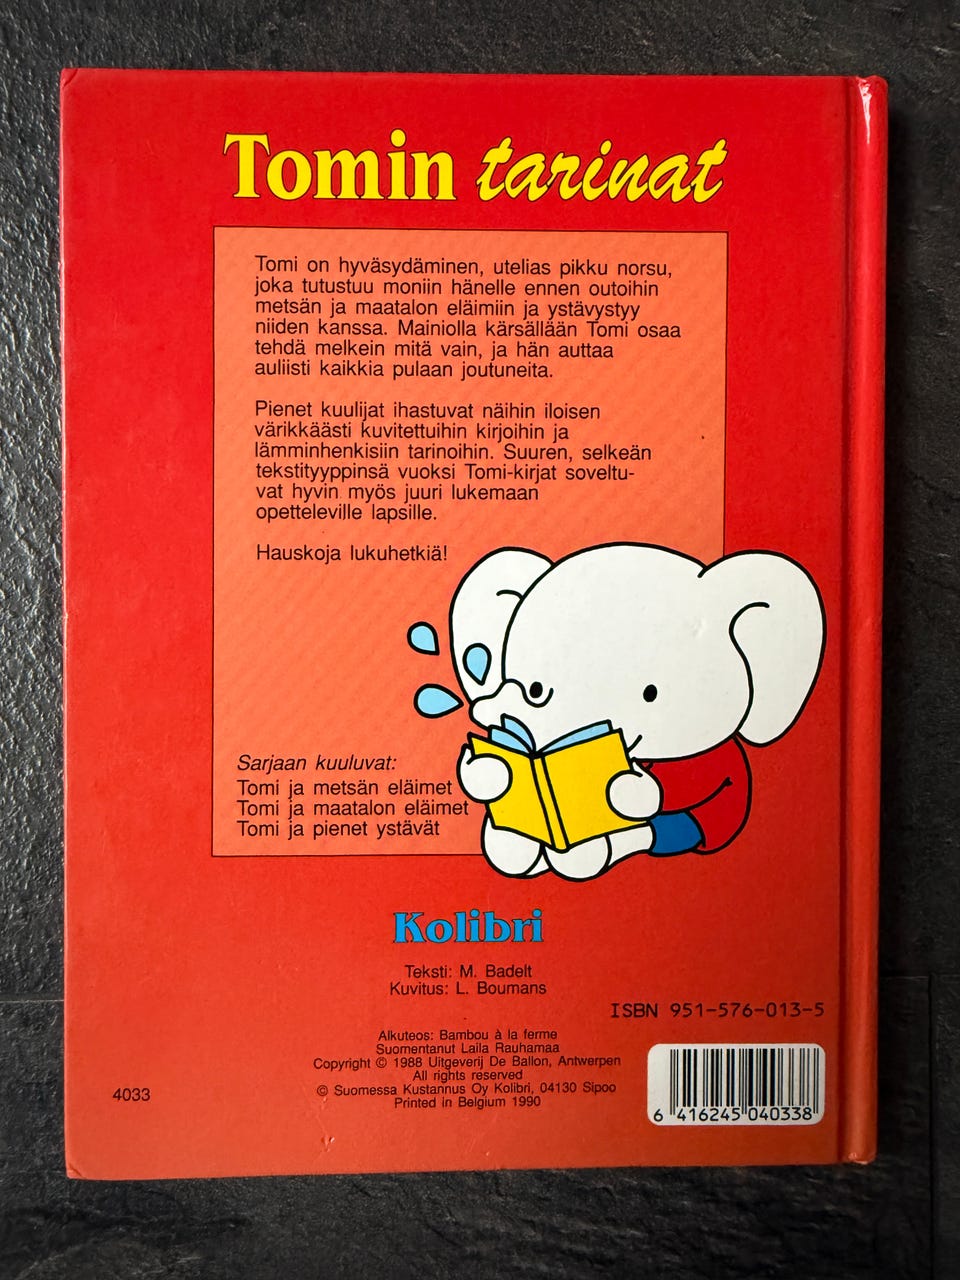 Tomin tarinat
Tomi on hyväsydäminen, utelias pikku norsu,
joka tutustuu moniin hänelle ennen outoihin
metsän ja maatalon eläimiin ja ystävystyy
niiden kanssa. Mainiolla kärsällään Tomi osaa
tehdä melkein mitä vain, ja hän auttaa
auliisti kaikkia pulaan joutuneita.
Pienet kuulijat ihastuvat näihin iloisen
värikkäästi kuvitettuihin kirjoihin ja
lämminhenkisiin tarinoihin. Suuren, selkeän
tekstityyppinsä vuoksi Tomi-kirjat soveltu-
vat hyvin myös juuri lukemaan
opetteleville lapsille.
Hauskoja lukuhetkiä!
Sarjaan kuuluvat:
Tomi ja metsän eläimet
Tomi ja maatalon eläimet
Tomi ja pienet ystävät
Kolibri
Teksti: M. Badelt
Kuvitus: L. Boumans
ISBN 951-576-013-5
Alkuteos: Bambou à la ferme
Suomentanut Laila Rauhamaa
Copyright © 1988 Uitgeverij De Ballon, Antwerpen
All rights reserved
© Suomessa Kustannus Oy Kolibri, 04130 Sipoo
Printed in Belgium 1990
4033
6 416245 040338